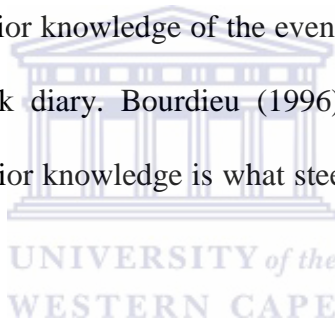 ior knowledge of the even
k diary. Bourdieu (1996)
ior knowledge is what stee
UNIVERSITY of the
WESTERN CAPE